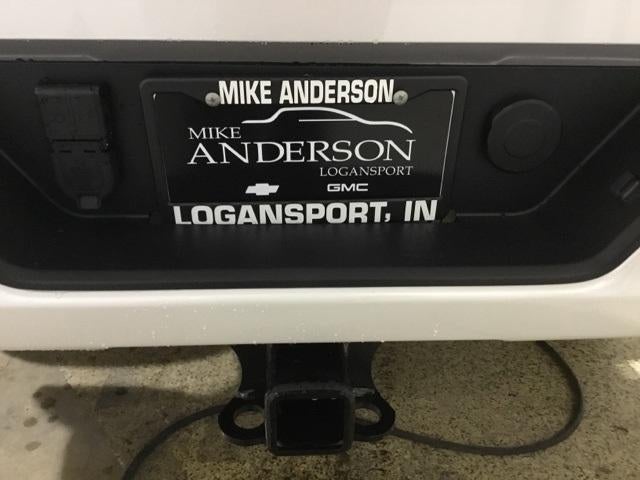 MIKE ANDERSON
MIKE
ANDERSON
LOGANSPORT
GMC
LOGANSPORT, IN